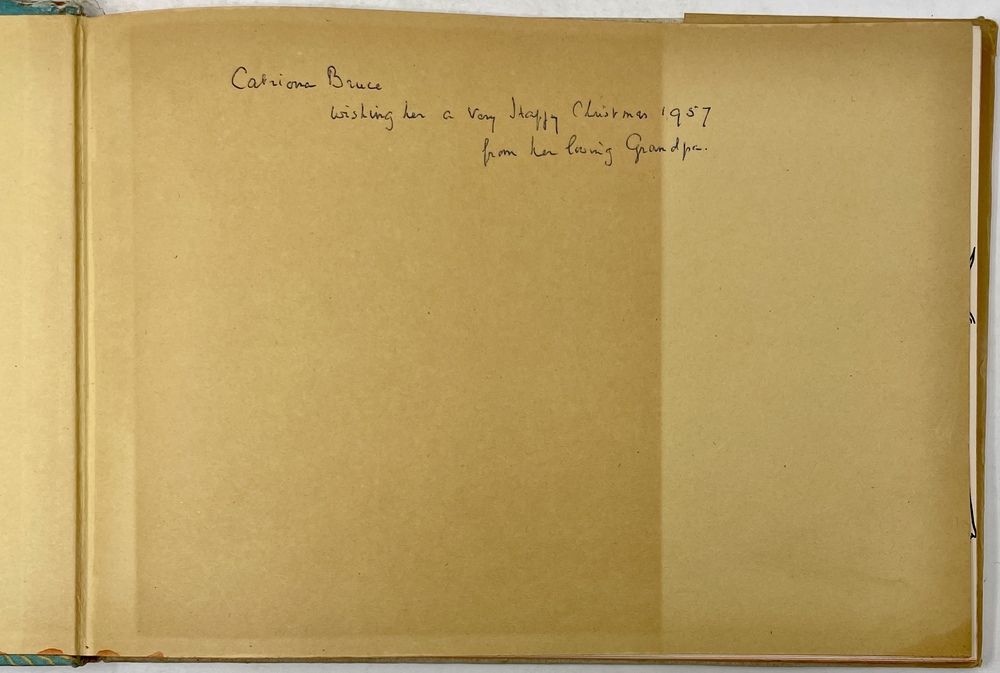 Catriona Bruce
wishing her a very Happy Christmas 1957
from her loving Grandpa.